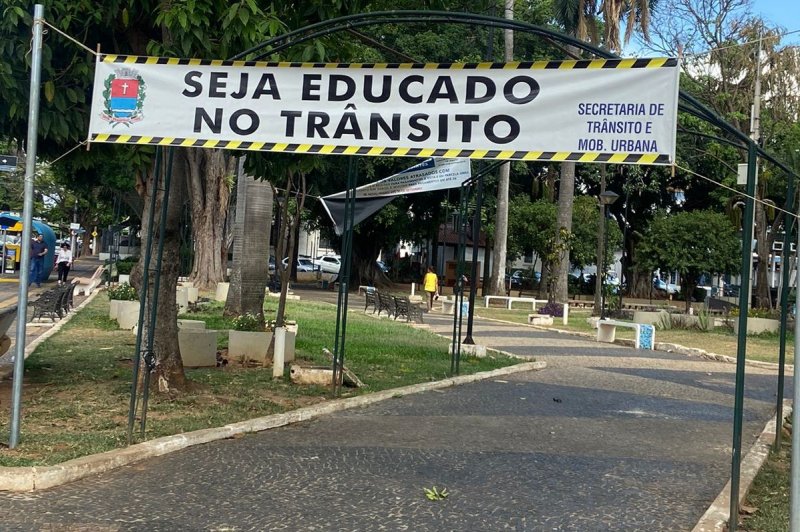 SEJA EDUCADO
NO TRÂNSITO
SECRETARIA DE
TRÂNSITO E
MOB. URBANA